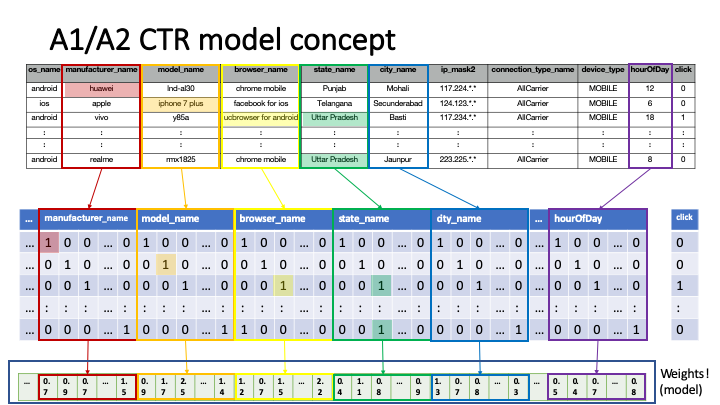 A1/A2 CTR model concept
os_name manufacturer_name model_name browser_name state_name city_name ip_mask2 connection_type_name device_type hourOfDay click
android huawei lnd-al30 chrome mobile Punjab Mohali 117.224.*.* AllCarrier MOBILE 12 0
ios apple iphone 7 plus facebook for ios Telangana Secunderabad 124.123.*.* AllCarrier MOBILE 6 0
android vivo y85a ucbrowser for android Uttar Pradesh Basti 117.234.*.* AllCarrier MOBILE 18 1
: : : : : : : : : : :
: : : : : : : : : : :
android realme rmx1825 chrome mobile Uttar Pradesh Jaunpur 223.225.*.* AllCarrier MOBILE 8 0
... manufacturer_name model_name browser_name state_name city_name ... hourOfDay click
... 1 0 0 ... 0 1 0 0 ... 0 1 0 0 ... 0 1 0 0 ... 0 1 0 0 ... 0 ... 1 0 0 ... 0 0
... 0 1 0 ... 0 0 1 0 ... 0 0 1 0 ... 0 0 1 0 ... 0 0 1 0 ... 0 ... 0 1 0 ... 0 0
... 0 0 1 ... 0 0 0 1 ... 0 0 0 1 ... 0 0 0 1 ... 0 0 0 1 ... 0 ... 0 0 1 ... 0 1
... : : : ... : : : : ... : : : : ... : : : : ... : : : : ... : ... : : : ... : :
... 0 0 0 ... 1 0 0 0 ... 1 1 0 0 ... 0 0 0 1 ... 0 0 0 0 ... 1 ... 0 0 0 ... 1 0
... 0.7 0.9 0.7 ... 1.5 0.9 1.7 2.5 ... 1.4 1.2 0.7 1.5 ... 2.2 0.4 1.1 0.8 ... 0.9 1.3 0.7 0.8 ... 0.3 ... 0.5 0.4 0.7 ... 0.8
Weights!
(model)